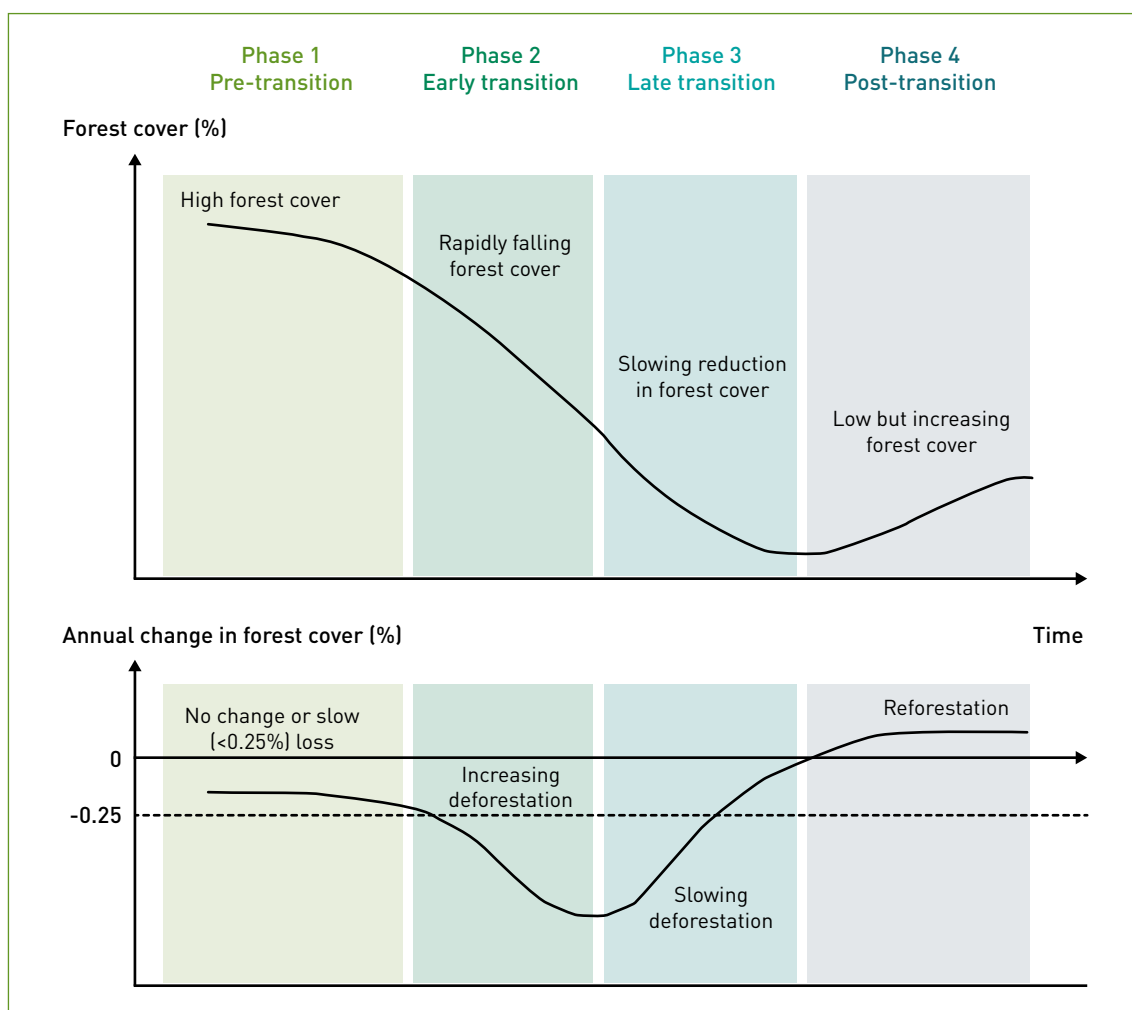 Phase 1
Pre-transition
Phase 2
Early transition
Phase 3
Late transition
Phase 4
Post-transition
Forest cover (%)
High forest cover
Rapidly falling
forest cover
Slowing reduction
in forest cover
Low but increasing
forest cover
Annual change in forest cover (%)
Time
No change or slow
(<0.25%) loss
Reforestation
0
Increasing
deforestation
-0.25
Slowing
deforestation